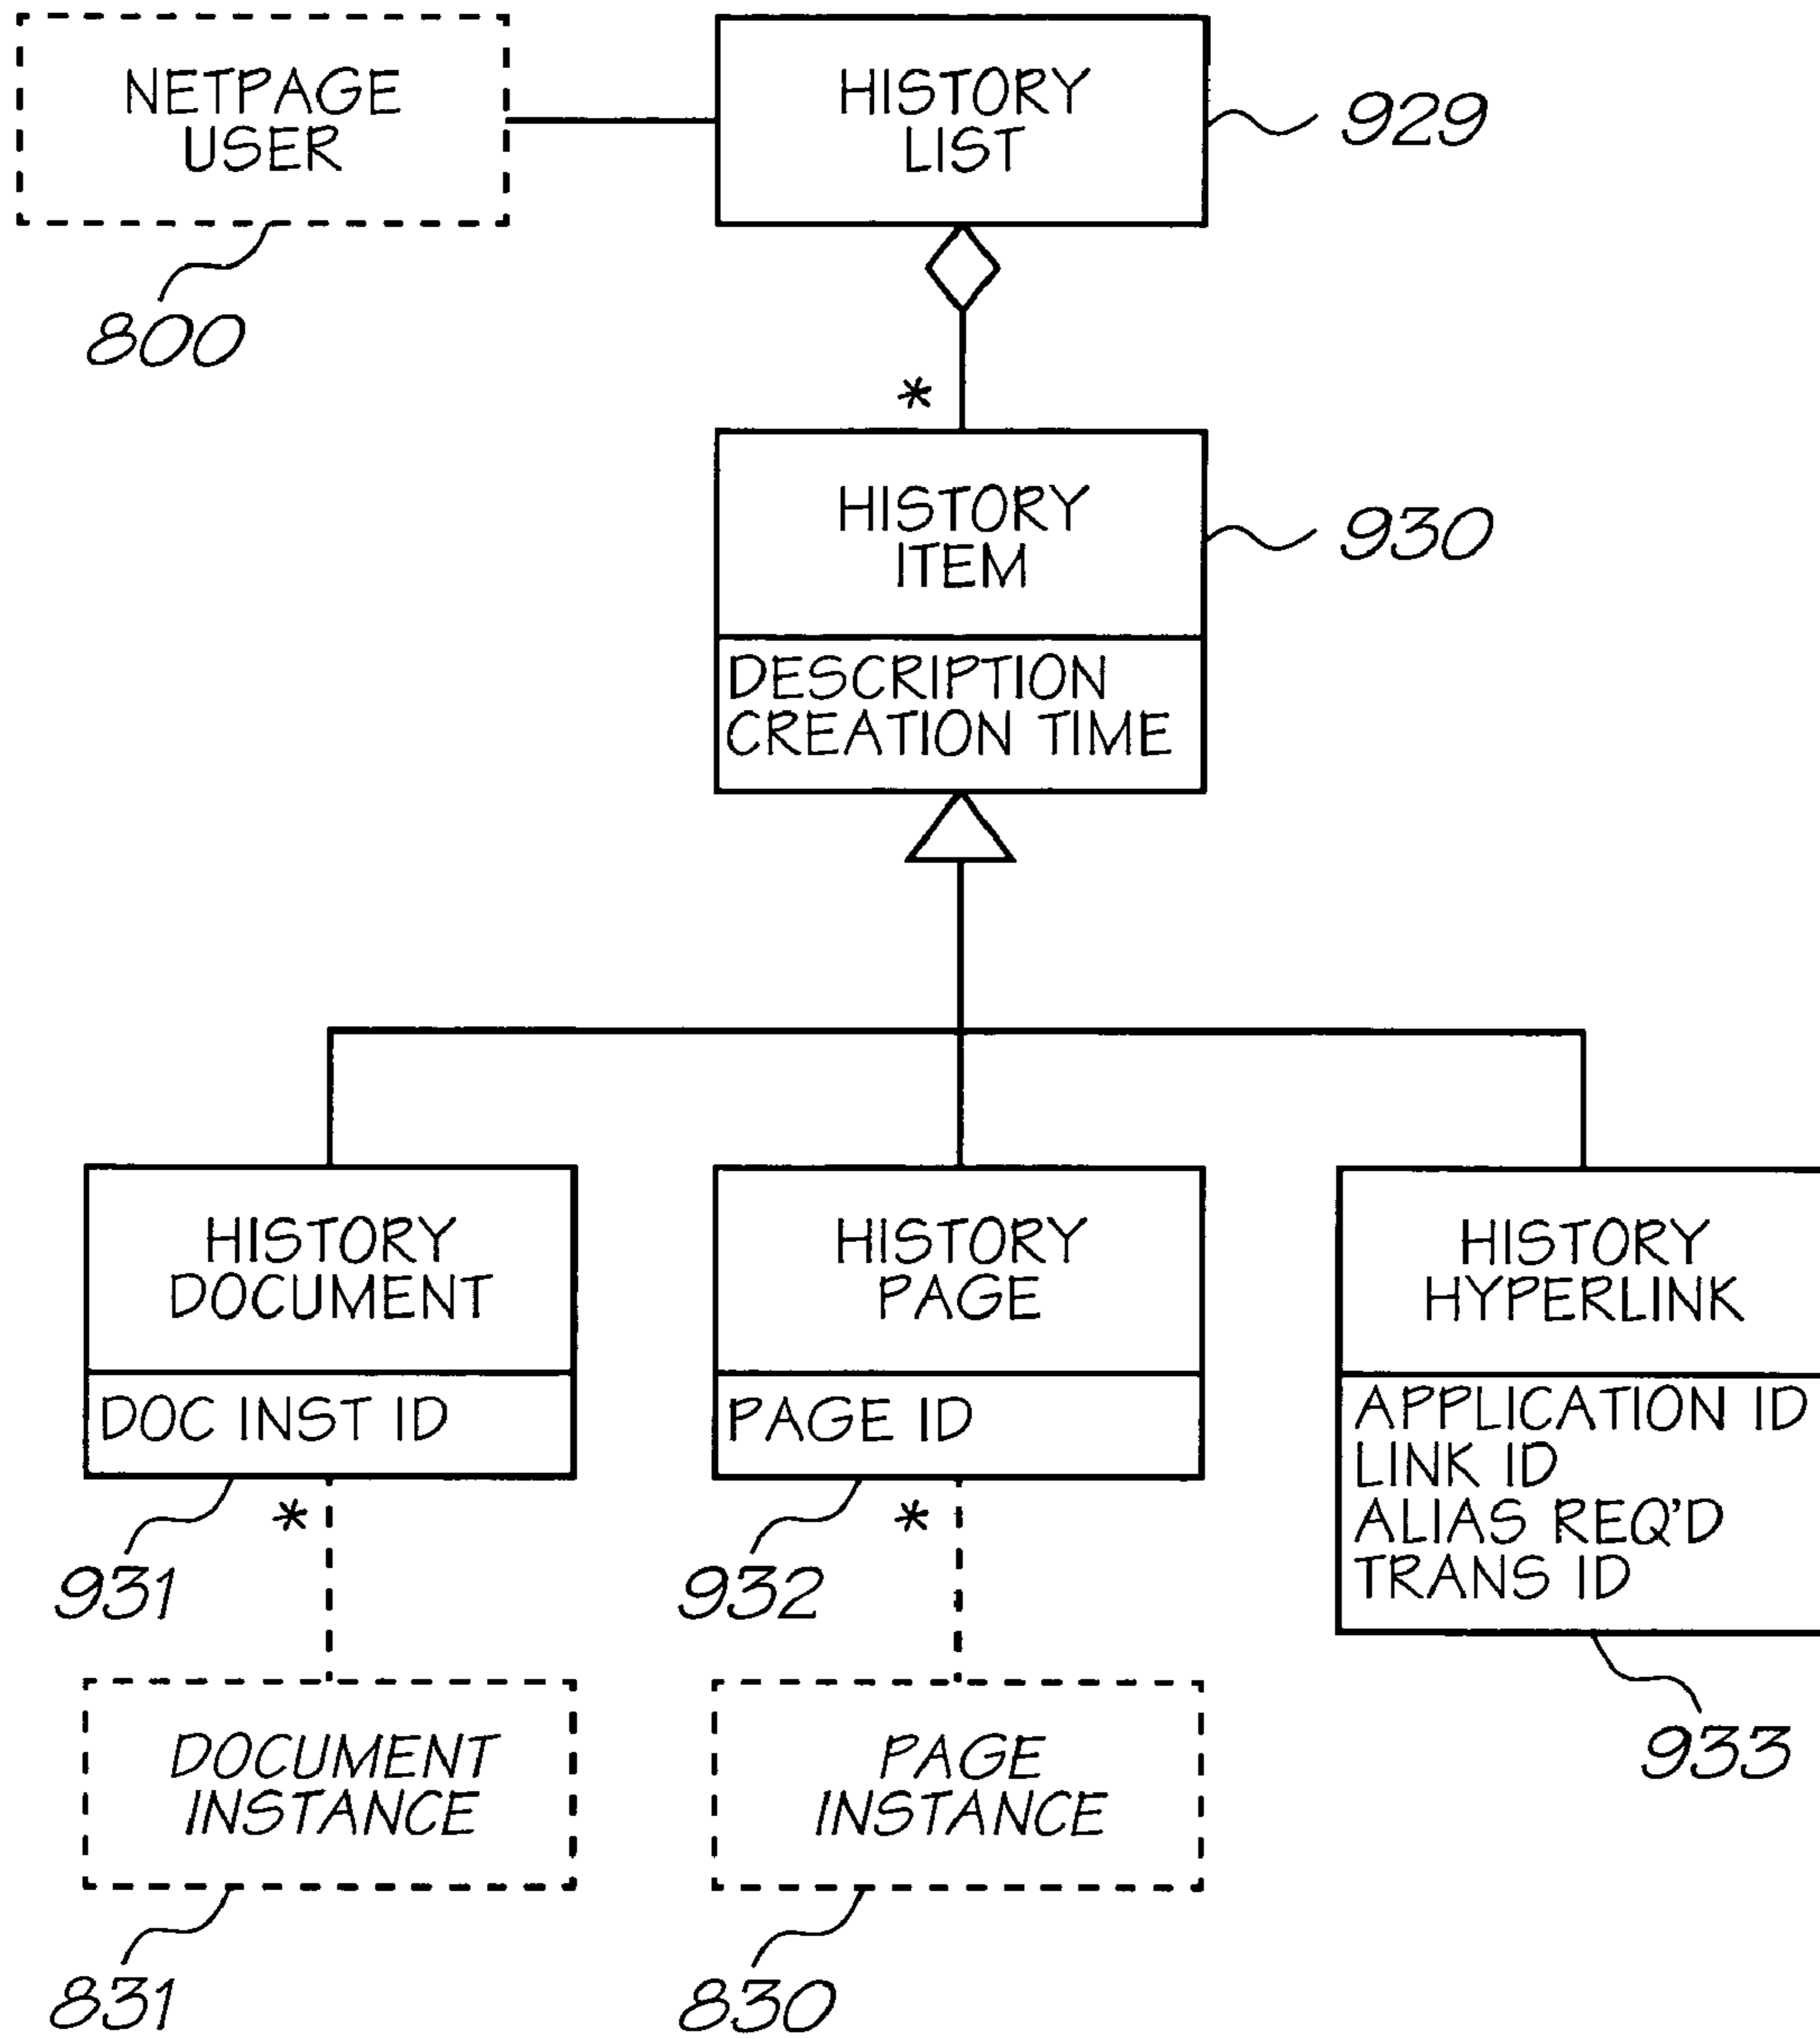 NETPAGE
USER
800
HISTORY
LIST
929
*
HISTORY
ITEM
930
DESCRIPTION
CREATION TIME
HISTORY
DOCUMENT
DOC INST ID
931
*
HISTORY
PAGE
PAGE ID
932
*
HISTORY
HYPERLINK
APPLICATION ID
LINK ID
ALIAS REQ'D
TRANS ID
933
DOCUMENT
INSTANCE
831
PAGE
INSTANCE
830